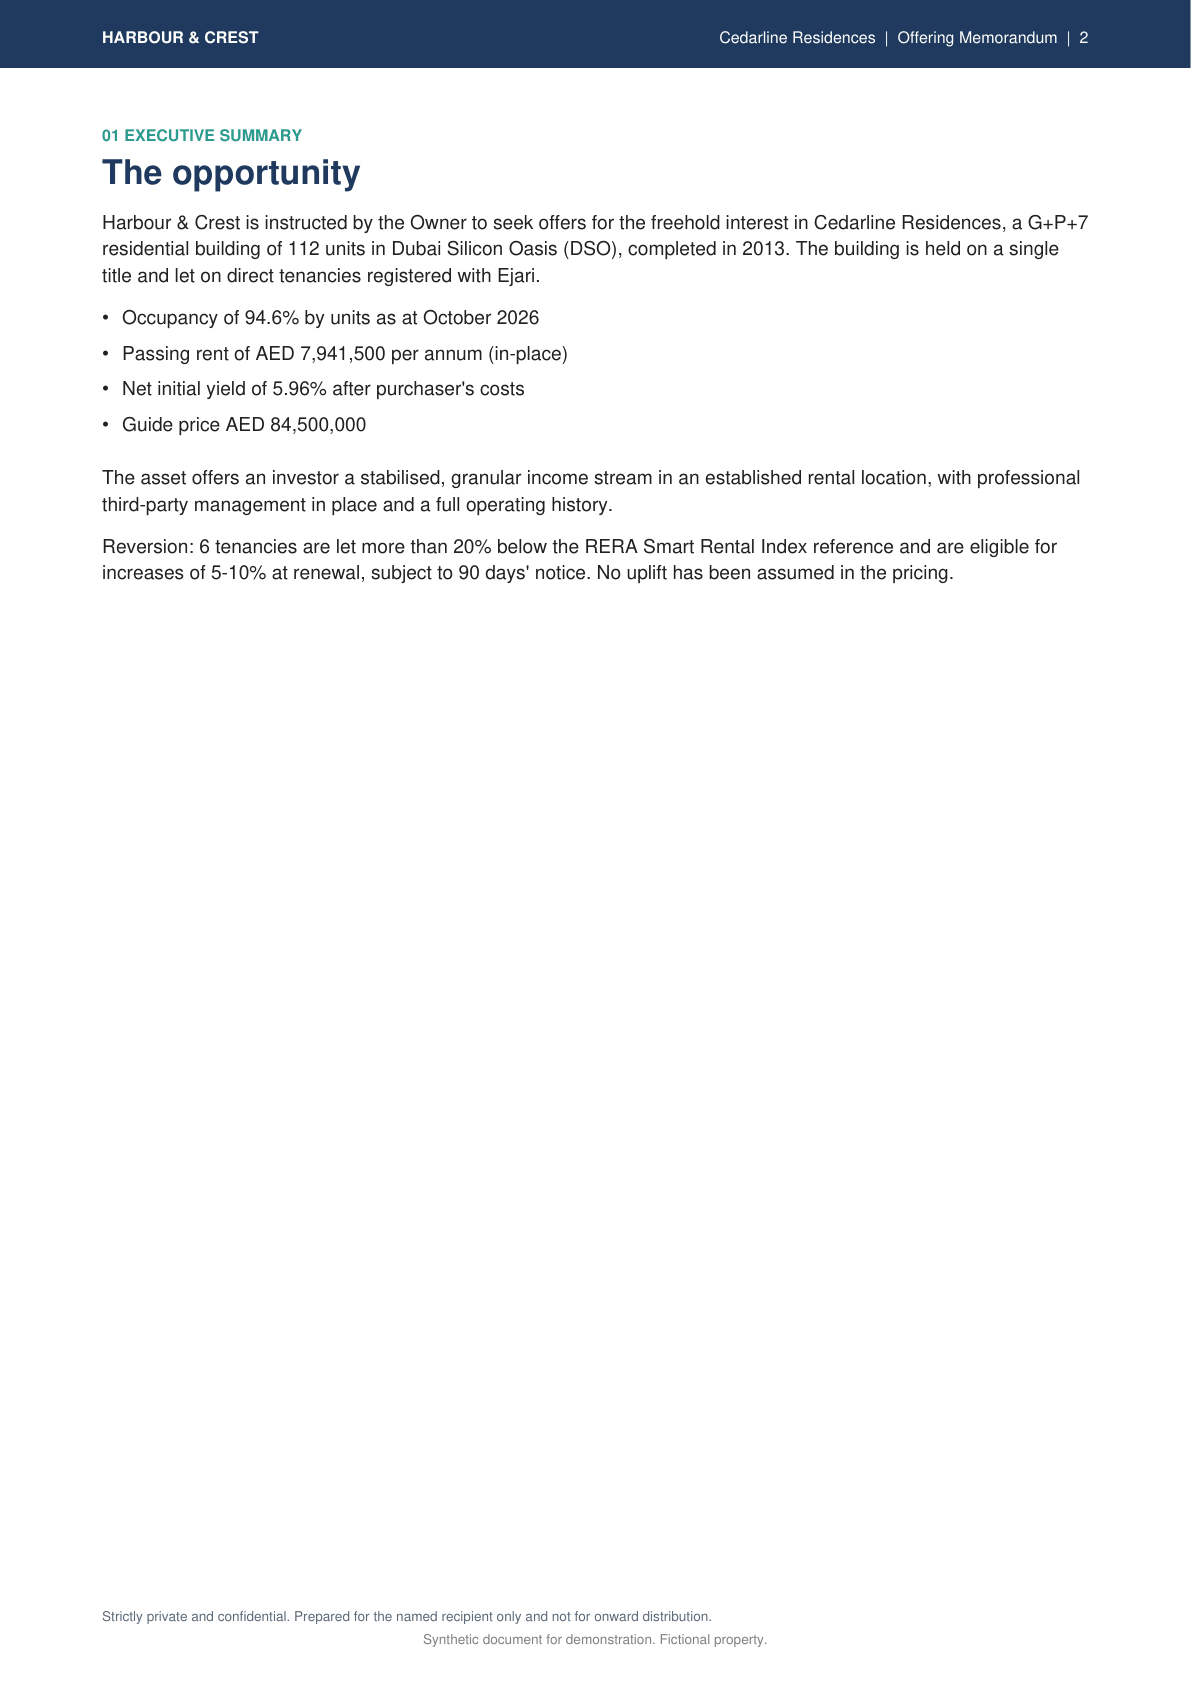 HARBOUR & CREST
Cedarline Residences | Offering Memorandum | 2
01 EXECUTIVE SUMMARY
The opportunity
Harbour & Crest is instructed by the Owner to seek offers for the freehold interest in Cedarline Residences, a G+P+7
residential building of 112 units in Dubai Silicon Oasis (DSO), completed in 2013. The building is held on a single
title and let on direct tenancies registered with Ejari.
• Occupancy of 94.6% by units as at October 2026
• Passing rent of AED 7,941,500 per annum (in-place)
• Net initial yield of 5.96% after purchaser's costs
• Guide price AED 84,500,000
The asset offers an investor a stabilised, granular income stream in an established rental location, with professional
third-party management in place and a full operating history.
Reversion: 6 tenancies are let more than 20% below the RERA Smart Rental Index reference and are eligible for
increases of 5-10% at renewal, subject to 90 days' notice. No uplift has been assumed in the pricing.
Strictly private and confidential. Prepared for the named recipient only and not for onward distribution.
Synthetic document for demonstration. Fictional property.